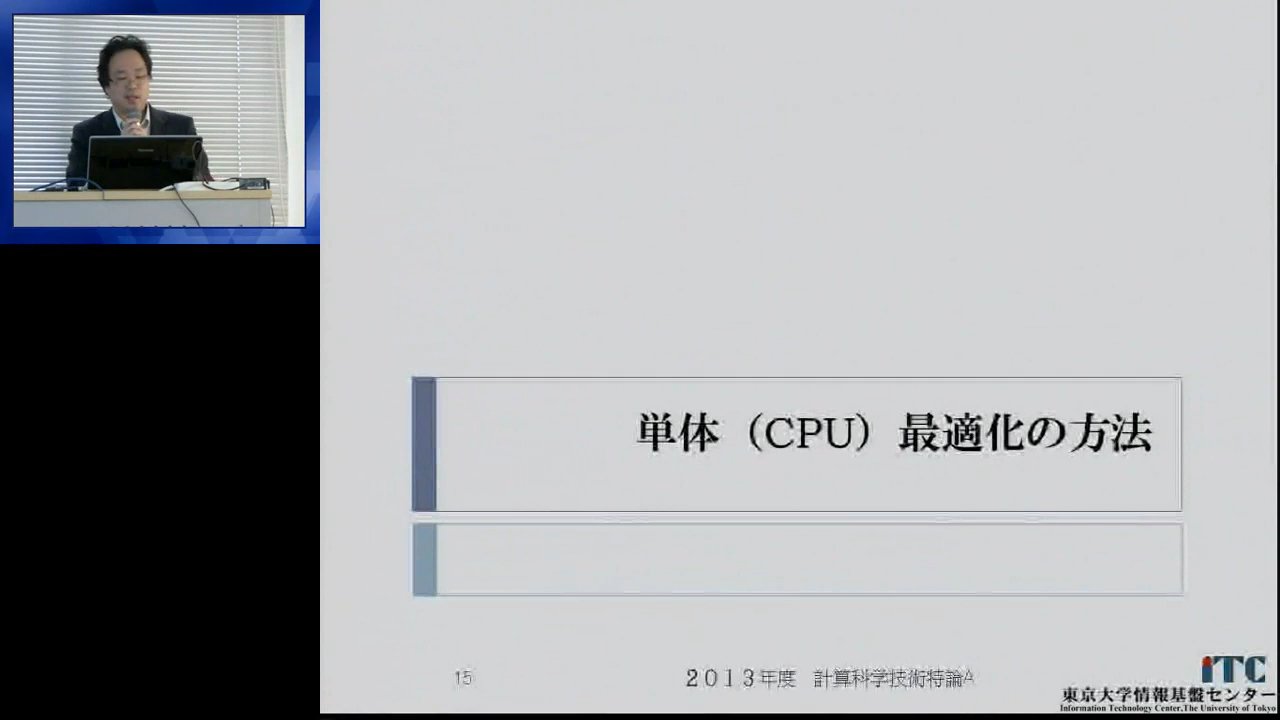 単体（CPU）最適化の方法
15
２０１３年度　計算科学技術特論A
ITC
東京大学情報基盤センター
Information Technology Center,The University of Tokyo